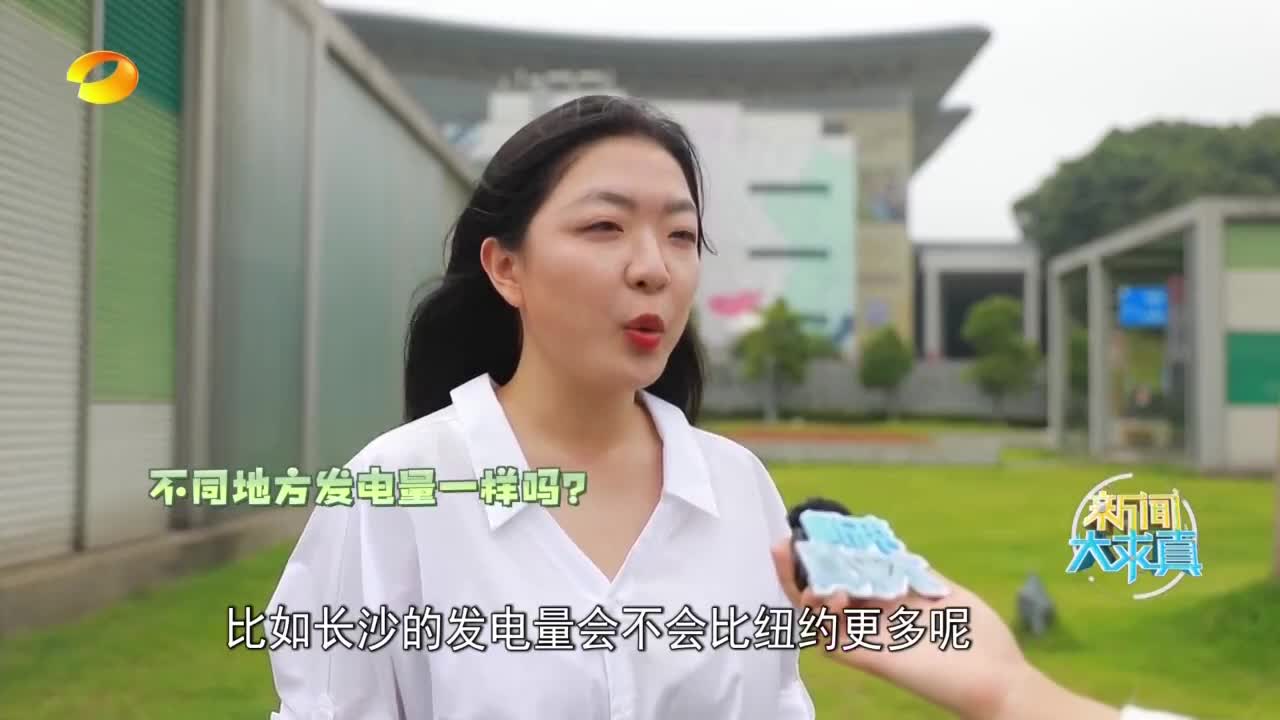 不同地方发电量一样吗?
新闻
大求真
比如长沙的发电量会不会比纽约更多呢